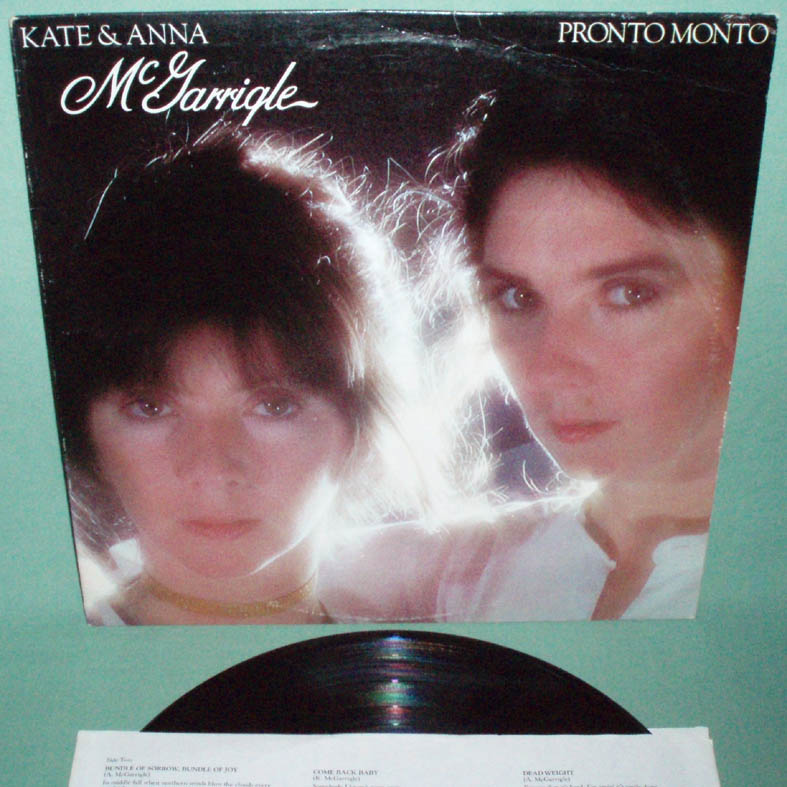 KATE & ANNA
McGarrigle
PRONTO MONTO
Side Two
BUNDLE OF SORROW, BUNDLE OF JOY
(A. McGarrigle)
COME BACK BABY
(K. McGarrigle)
DEAD WEIGHT
(A. McGarrigle)